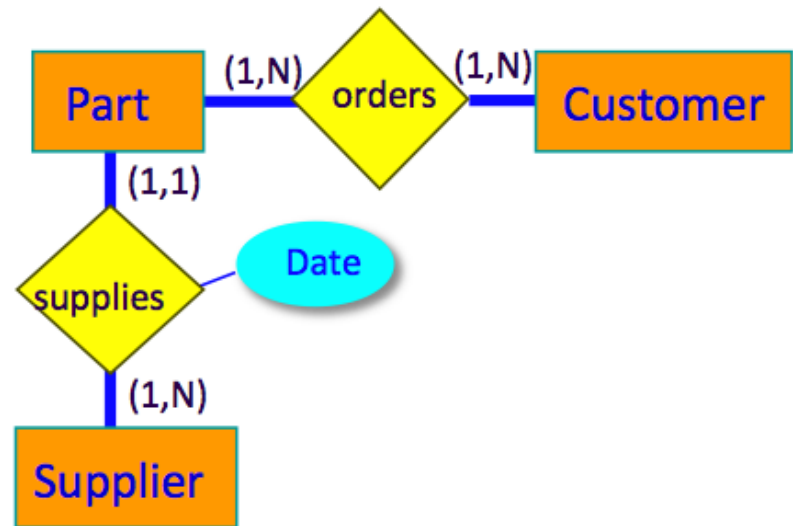 (1,N)
(1,N)
Part
orders
Customer
(1,1)
Date
supplies
(1,N)
Supplier